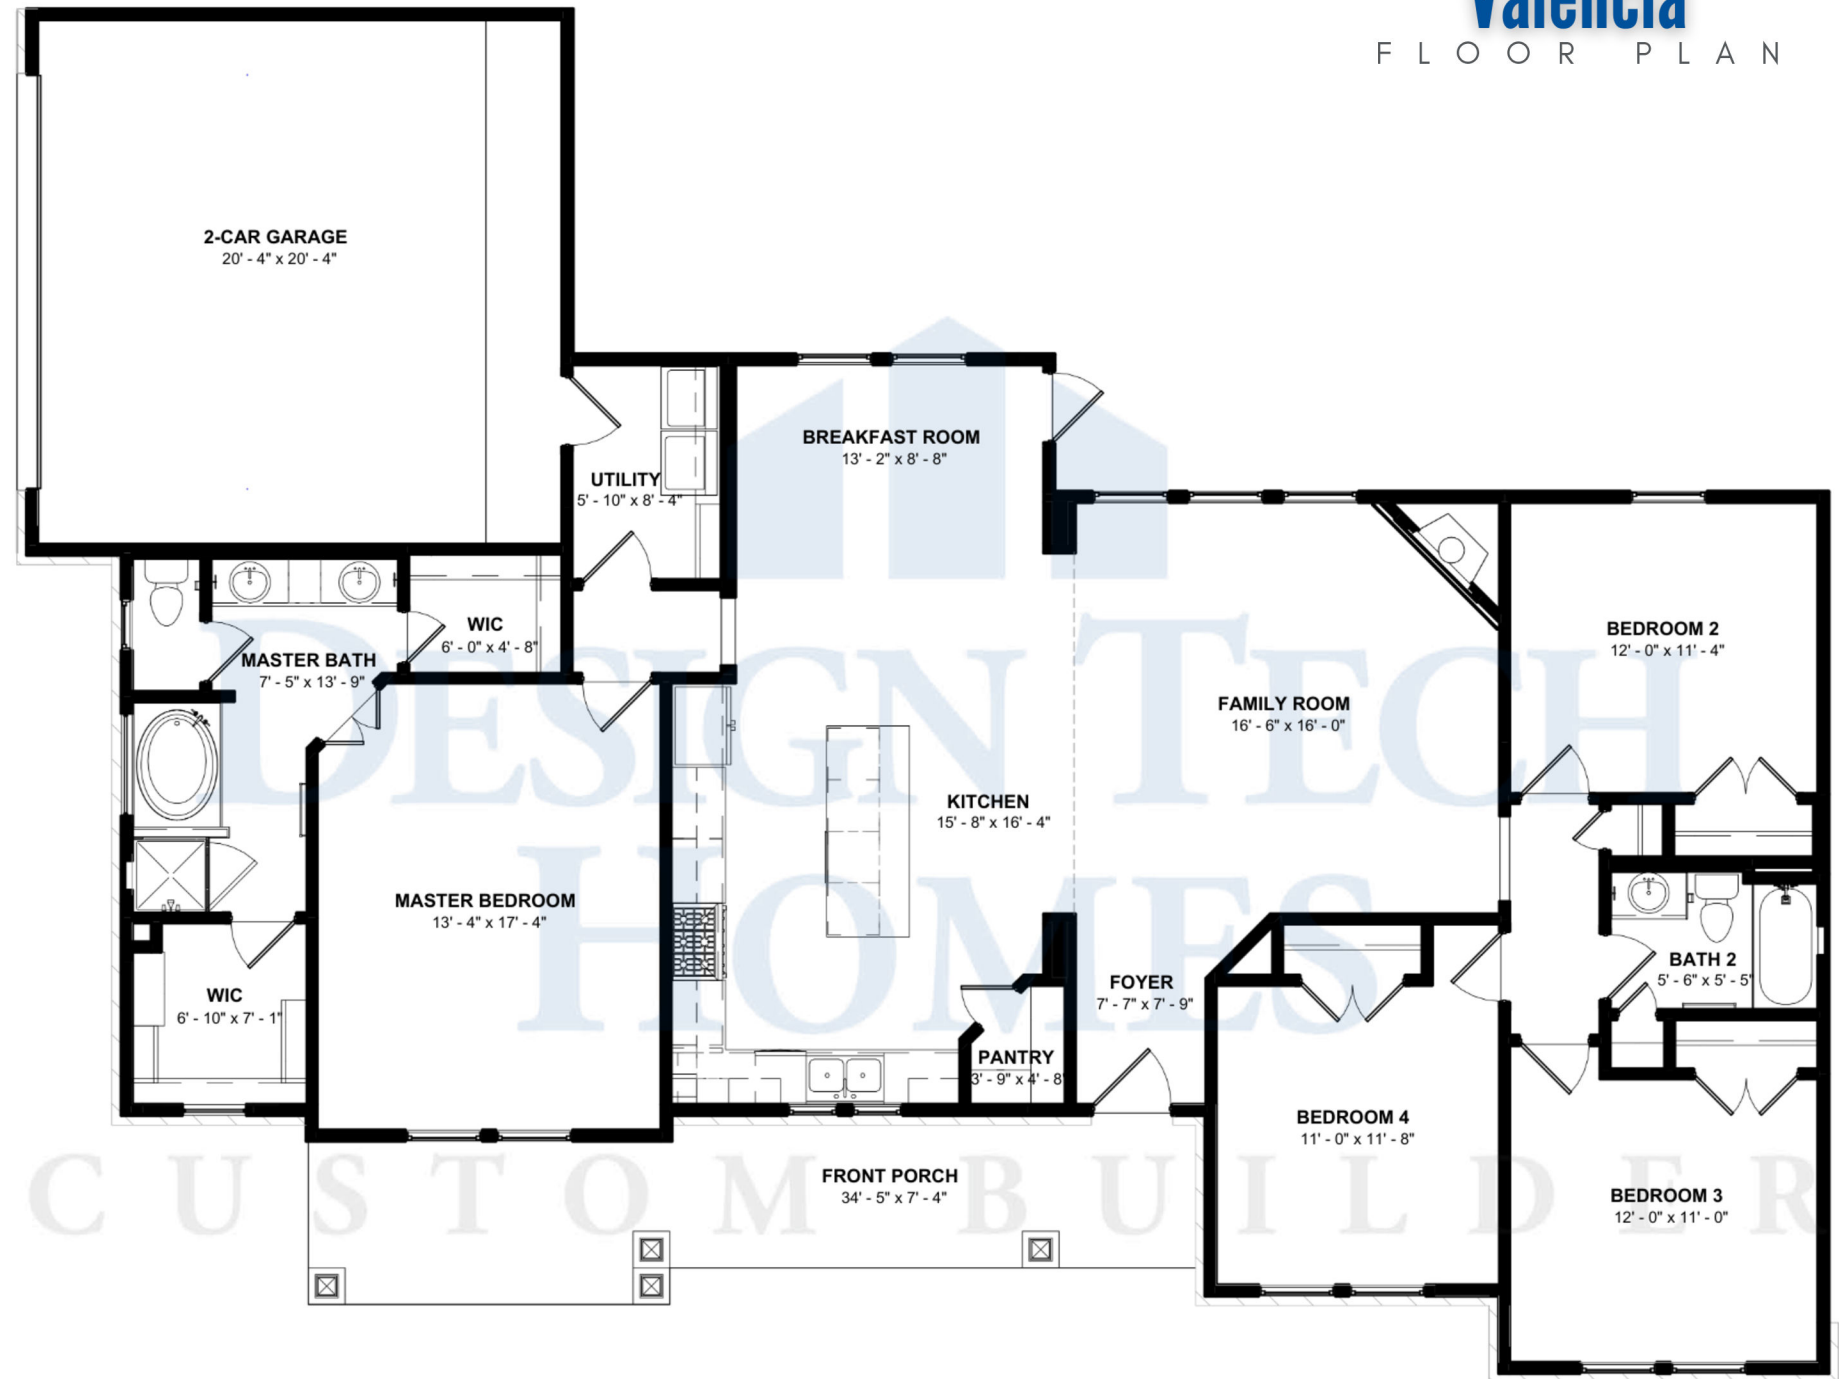 Valencia
FLOOR PLAN
2-CAR GARAGE
20' - 4" x 20' - 4"
BREAKFAST ROOM
13' - 2" x 8' - 8"
UTILITY
5' - 10" x 8' - 4"
WIC
6' - 0" x 4' - 8"
MASTER BATH
7' - 5" x 13' - 9"
BEDROOM 2
12' - 0" x 11' - 4"
FAMILY ROOM
16' - 6" x 16' - 0"
KITCHEN
15' - 8" x 16' - 4"
MASTER BEDROOM
13' - 4" x 17' - 4"
WIC
6' - 10" x 7' - 1"
FOYER
7' - 7" x 7' - 9"
BATH 2
5' - 6" x 5' - 5"
PANTRY
3' - 9" x 4' - 8"
BEDROOM 4
11' - 0" x 11' - 8"
FRONT PORCH
34' - 5" x 7' - 4"
BEDROOM 3
12' - 0" x 11' - 0"
DESIGN TECH
HOMES
CUSTOM BUILDER